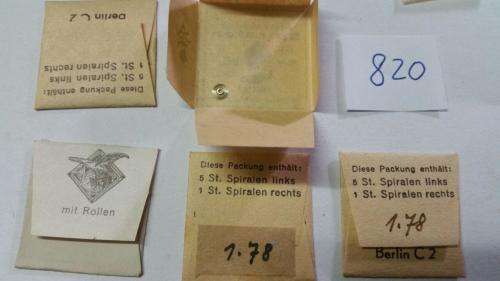 Berlin C 2
1 St. Spiralen rechts
5 St. Spiralen links
Diese Packung enthält:
820
mit Rollen
Diese Packung enthält:
5 St. Spiralen links
1 St. Spiralen rechts
1.78
Diese Packung enthält:
5 St. Spiralen links
1 St. Spiralen rechts
1.78
Berlin C 2